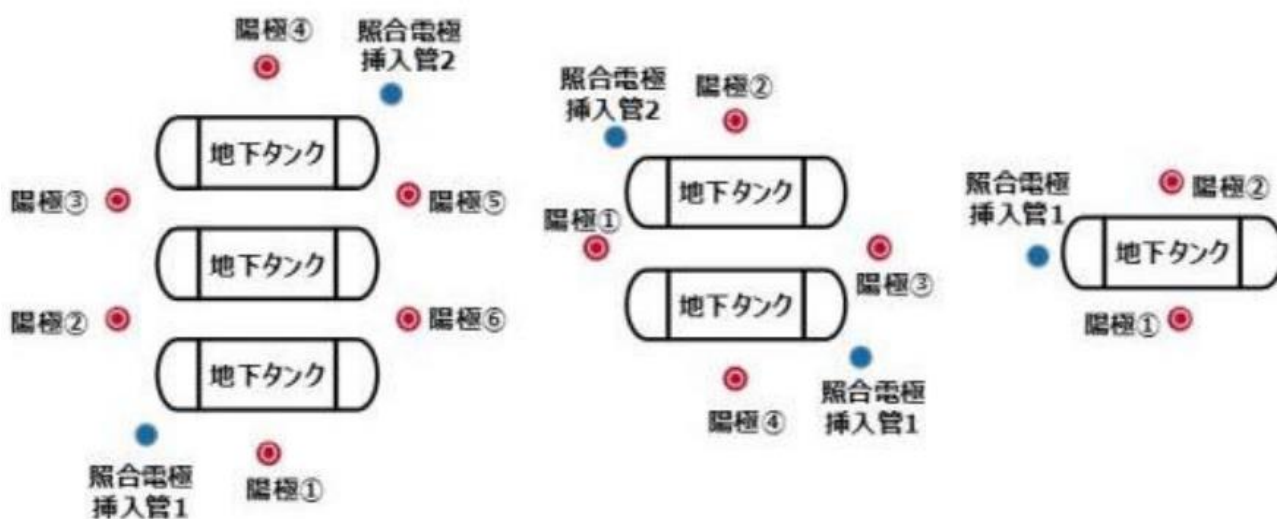 陽極④
照合電極
挿入管2
地下タンク
陽極③
陽極⑤
地下タンク
陽極②
陽極⑥
地下タンク
照合電極
挿入管1
陽極①
照合電極
挿入管2
陽極②
地下タンク
陽極①
陽極③
地下タンク
陽極④
照合電極
挿入管1
照合電極
挿入管1
陽極②
地下タンク
陽極①